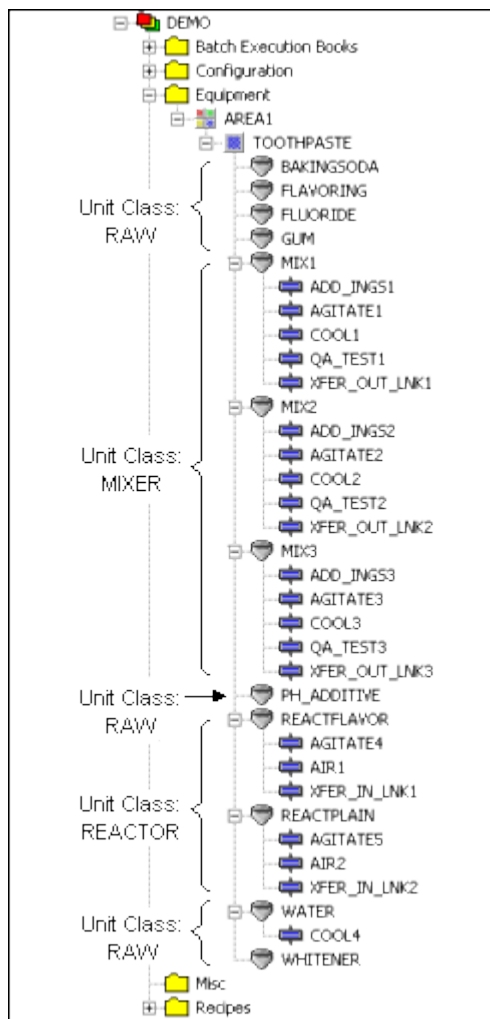 DEMO
Batch Execution Books
Configuration
Equipment
AREA1
TOOTHPASTE
Unit Class:
RAW
BAKINGSODA
FLAVORING
FLUORIDE
GUM
Unit Class:
MIXER
MIX1
ADD_INGS1
AGITATE1
COOL1
QA_TEST1
XFER_OUT_LNK1
MIX2
ADD_INGS2
AGITATE2
COOL2
QA_TEST2
XFER_OUT_LNK2
MIX3
ADD_INGS3
AGITATE3
COOL3
QA_TEST3
XFER_OUT_LNK3
Unit Class:
RAW
PH_ADDITIVE
Unit Class:
REACTOR
REACTFLAVOR
AGITATE4
AIR1
XFER_IN_LNK1
REACTPLAIN
AGITATE5
AIR2
XFER_IN_LNK2
Unit Class:
RAW
WATER
COOL4
WHITENER
Misc
Recipes